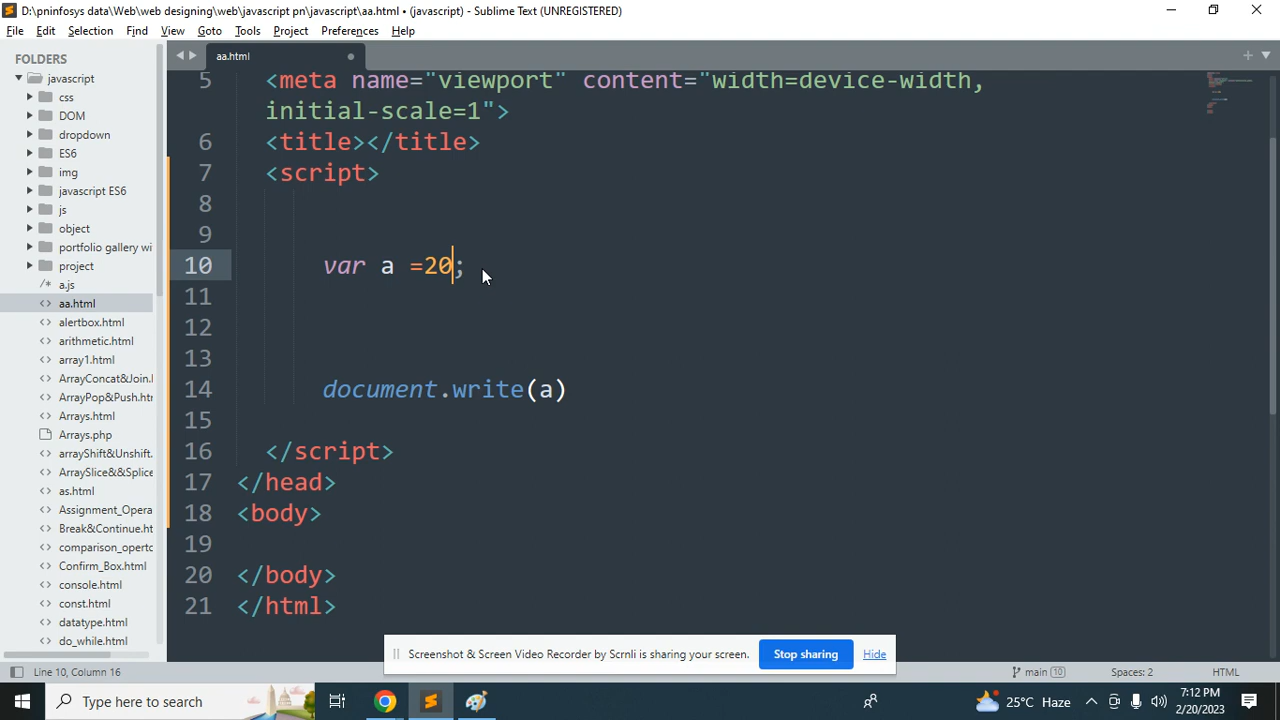 D:\pninfosys data\Web\web designing\web\javascript pn\javascript\aa.html • (javascript) - Sublime Text (UNREGISTERED)
File Edit Selection Find View Goto Tools Project Preferences Help
FOLDERS
javascript
css
DOM
dropdown
ES6
img
javascript ES6
js
object
portfolio gallery wi
project
a.js
aa.html
alertbox.html
arithmetic.html
array1.html
ArrayConcat&Join.h
ArrayPop&Push.htm
Arrays.html
Arrays.php
arrayShift&Unshift.
ArraySlice&&Splice
as.html
Assignment_Opera
Break&Continue.ht
comparison_operto
Confirm_Box.html
console.html
const.html
datatype.html
do_while.html
aa.html
5 <meta name="viewport" content="width=device-width,
initial-scale=1">
6 <title></title>
7 <script>
8
9
10 var a =20;
11
12
13
14 document.write(a)
15
16 </script>
17 </head>
18 <body>
19
20 </body>
21 </html>
Screenshot & Screen Video Recorder by Scrnli is sharing your screen. Stop sharing Hide
Line 10, Column 16 main 10 Spaces: 2 HTML
Type here to search 25°C Haze 7:12 PM
2/20/2023